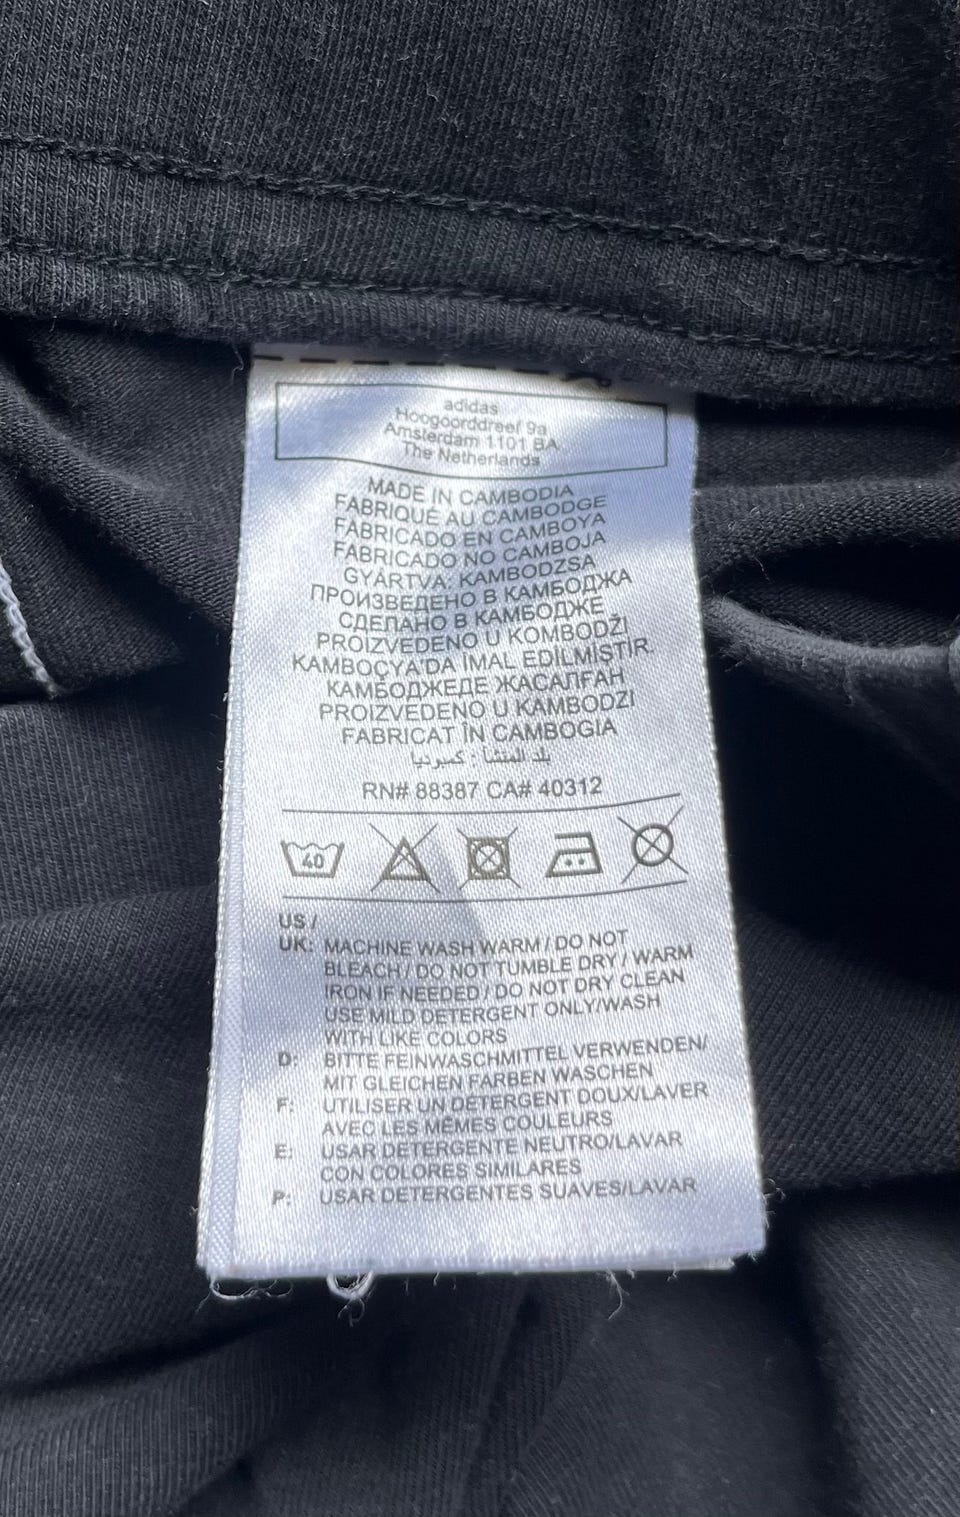 adidas
Hoogoorddreef 9a
Amsterdam 1101 BA
The Netherlands
MADE IN CAMBODIA
FABRIQUÉ AU CAMBODGE
FABRICADO EN CAMBOYA
FABRICADO NO CAMBOJA
GYÁRTVA: KAMBODZSA
ПРОИЗВЕДЕНО В КАМБОДЖА
СДЕЛАНО В КАМБОДЖЕ
PROIZVEDENO U KOMBODŽI
KAMBOÇYA'DA İMAL EDİLMİŞTİR.
КАМБОДЖЕДЕ ЖАСАЛҒАН
PROIZVEDENO U KAMBODZI
FABRICAT ÎN CAMBOGIA
بلد المنشأ : كمبوديا
RN# 88387 CA# 40312
40
US /
UK: MACHINE WASH WARM / DO NOT
BLEACH / DO NOT TUMBLE DRY / WARM
IRON IF NEEDED / DO NOT DRY CLEAN
USE MILD DETERGENT ONLY/WASH
WITH LIKE COLORS
D: BITTE FEINWASCHMITTEL VERWENDEN/
MIT GLEICHEN FARBEN WASCHEN
F: UTILISER UN DÉTERGENT DOUX/LAVER
AVEC LES MÊMES COULEURS
E: USAR DETERGENTE NEUTRO/LAVAR
CON COLORES SIMILARES
P: USAR DETERGENTES SUAVES/LAVAR